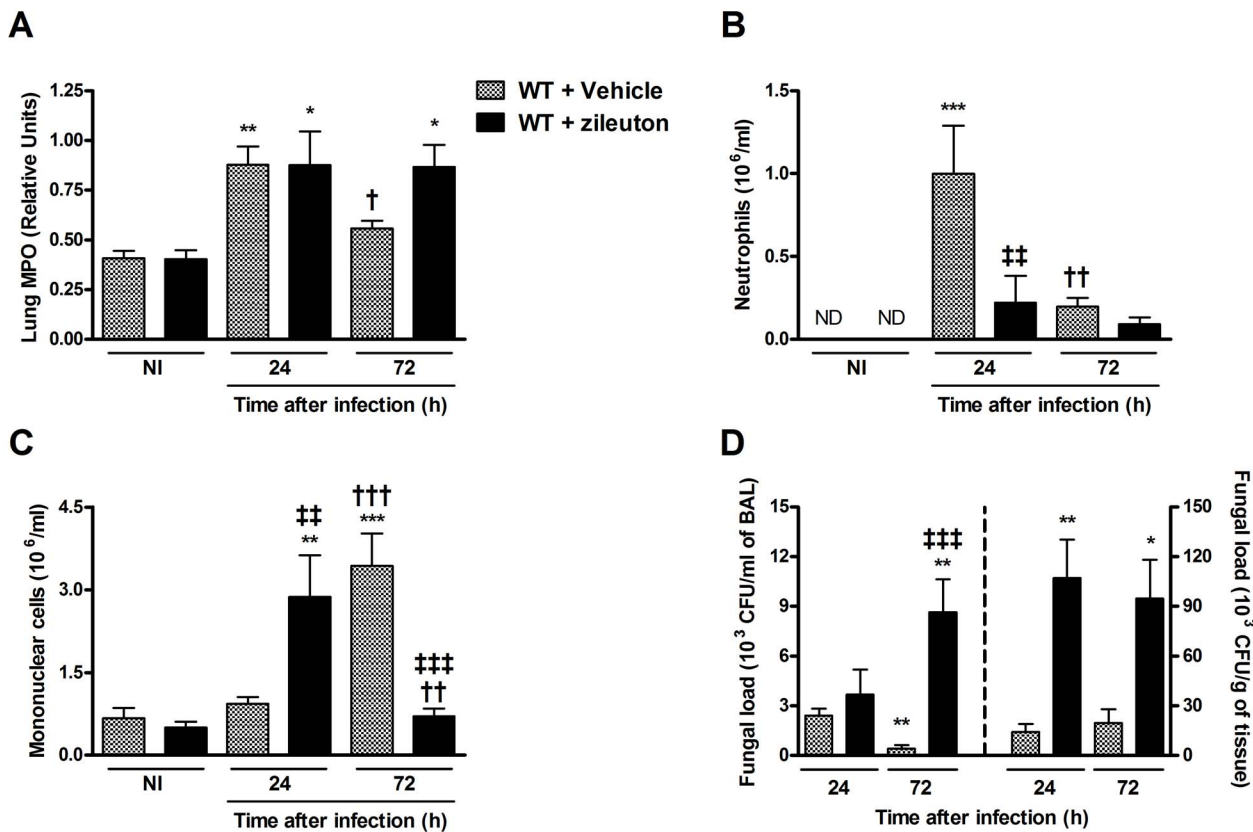 A
Lung MPO (Relative Units)
1.25
1.00
0.75
0.50
0.25
0.00
** * † *
NI 24 72
Time after infection (h)
WT + Vehicle
WT + zileuton
B
Neutrophils (10⁶/ml)
1.5
1.0
0.5
0.0
***
‡‡ ††
ND ND
NI 24 72
Time after infection (h)
C
Mononuclear cells (10⁶/ml)
4.5
3.0
1.5
0.0
‡‡
**
†††
***
‡‡‡
††
NI 24 72
Time after infection (h)
D
Fungal load (10³ CFU/ml of BAL)
15
12
9
6
3
0
**
‡‡‡
**
** *
150
120
90
60
30
0
Fungal load (10³ CFU/g of tissue)
24 72 24 72
Time after infection (h)